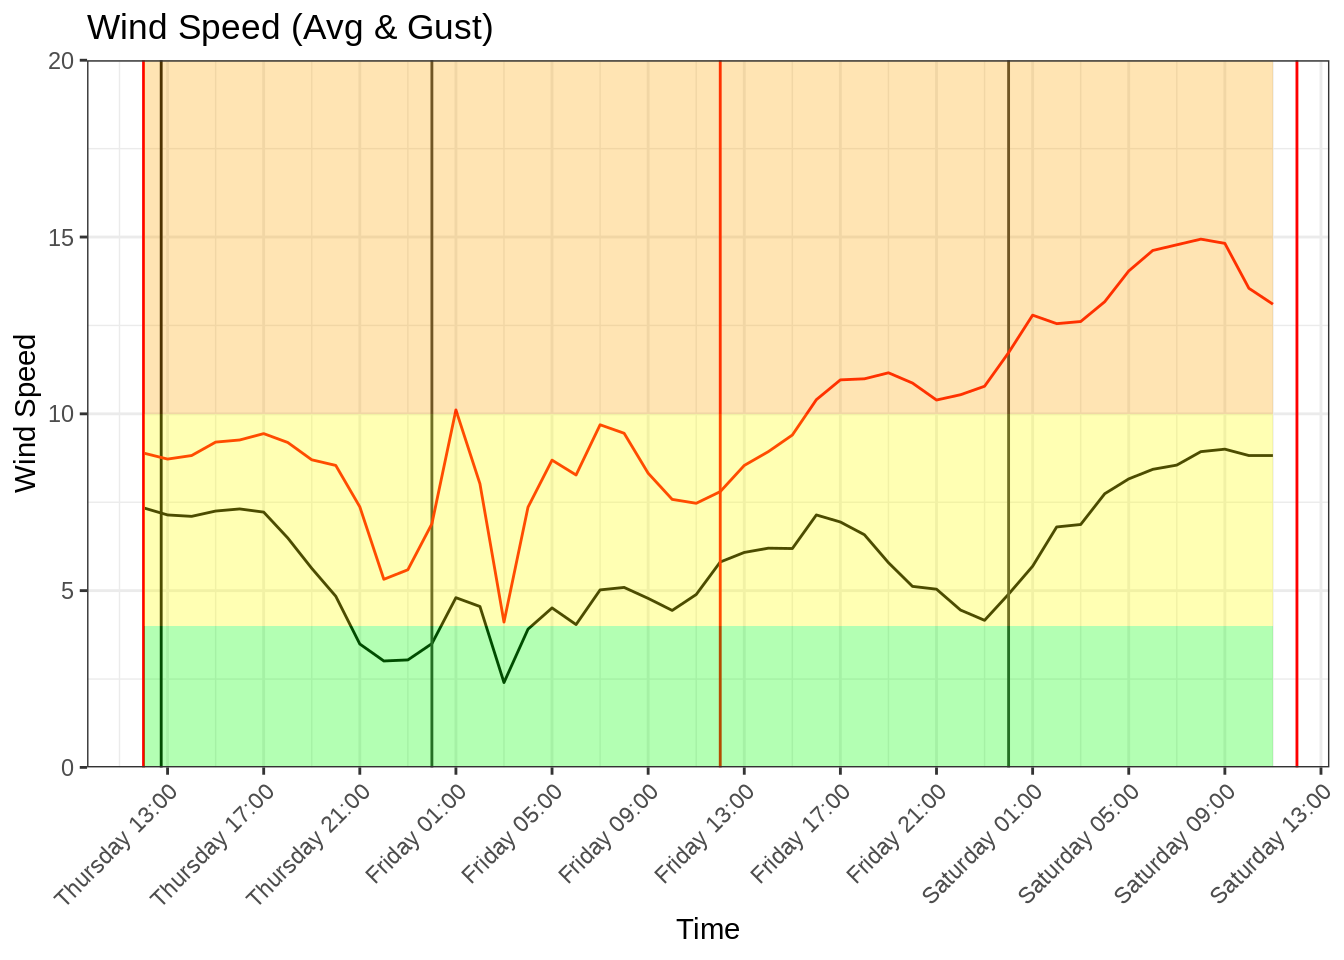 Wind Speed (Avg & Gust)
Wind Speed
20
15
10
5
0
Thursday 13:00
Thursday 17:00
Thursday 21:00
Friday 01:00
Friday 05:00
Friday 09:00
Friday 13:00
Friday 17:00
Friday 21:00
Saturday 01:00
Saturday 05:00
Saturday 09:00
Saturday 13:00
Time